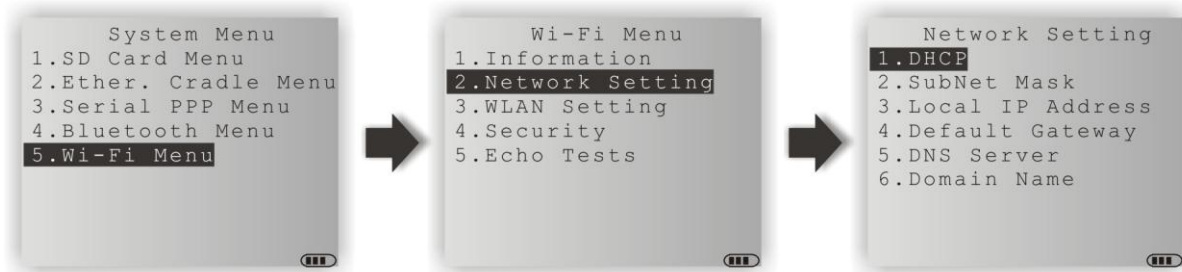 System Menu
1.SD Card Menu
2.Ether. Cradle Menu
3.Serial PPP Menu
4.Bluetooth Menu
5.Wi-Fi Menu
Wi-Fi Menu
1.Information
2.Network Setting
3.WLAN Setting
4.Security
5.Echo Tests
Network Setting
1.DHCP
2.SubNet Mask
3.Local IP Address
4.Default Gateway
5.DNS Server
6.Domain Name